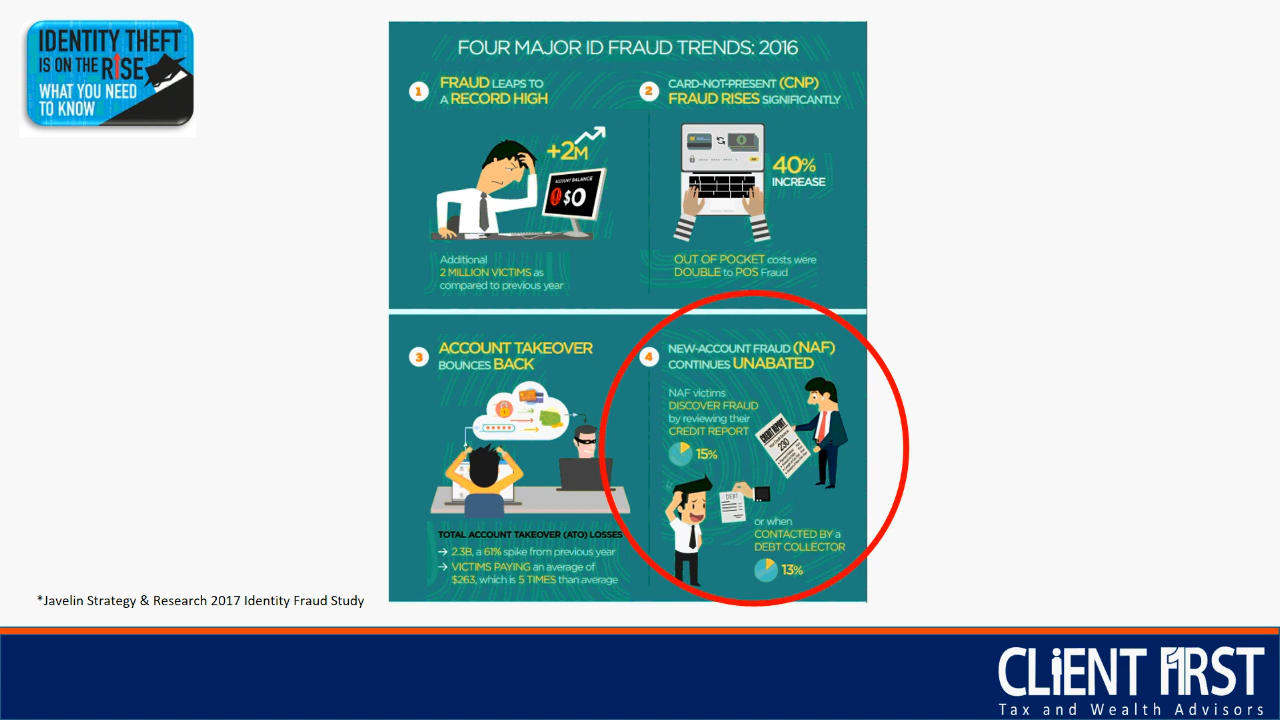 IDENTITY THEFT
IS ON THE RISE
WHAT YOU NEED
TO KNOW
FOUR MAJOR ID FRAUD TRENDS: 2016
1
FRAUD LEAPS TO
A RECORD HIGH
+2M
ACCOUNT BALANCE
$0
Additional
2 MILLION VICTIMS as
compared to previous year
2
CARD-NOT-PRESENT (CNP)
FRAUD RISES SIGNIFICANTLY
40%
INCREASE
OUT OF POCKET costs were
DOUBLE to POS Fraud
3
ACCOUNT TAKEOVER
BOUNCES BACK
TOTAL ACCOUNT TAKEOVER (ATO) LOSSES
→ 2.3B, a 61% spike from previous year
→ VICTIMS PAYING an average of
$263, which is 5 TIMES than average
4
NEW-ACCOUNT FRAUD (NAF)
CONTINUES UNABATED
NAF victims
DISCOVER FRAUD
by reviewing their
CREDIT REPORT
15%
CREDIT REPORT
230
DEBT
or when
CONTACTED BY a
DEBT COLLECTOR
13%
*Javelin Strategy & Research 2017 Identity Fraud Study
CLiENT F1RST
Tax and Wealth Advisors